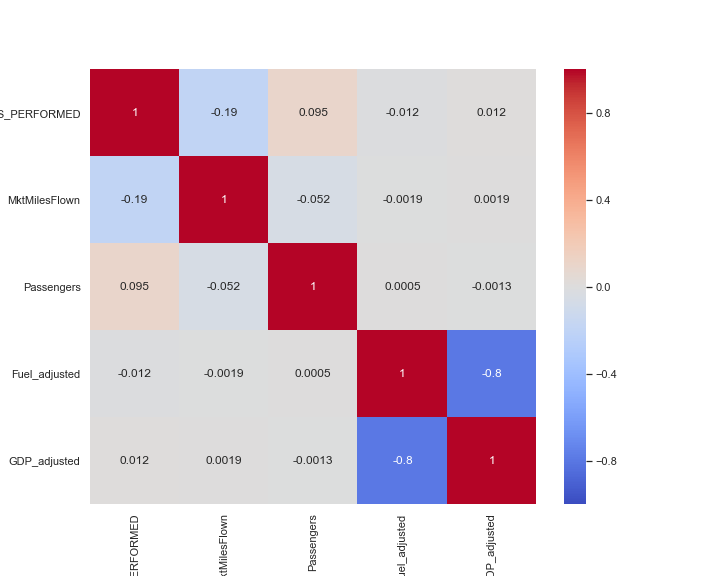 S_PERFORMED 1 -0.19 0.095 -0.012 0.012
MktMilesFlown -0.19 1 -0.052 -0.0019 0.0019
Passengers 0.095 -0.052 1 0.0005 -0.0013
Fuel_adjusted -0.012 -0.0019 0.0005 1 -0.8
GDP_adjusted 0.012 0.0019 -0.0013 -0.8 1
ERFORMED
ktMilesFlown
Passengers
uel_adjusted
DP_adjusted
0.8
0.4
0.0
−0.4
−0.8